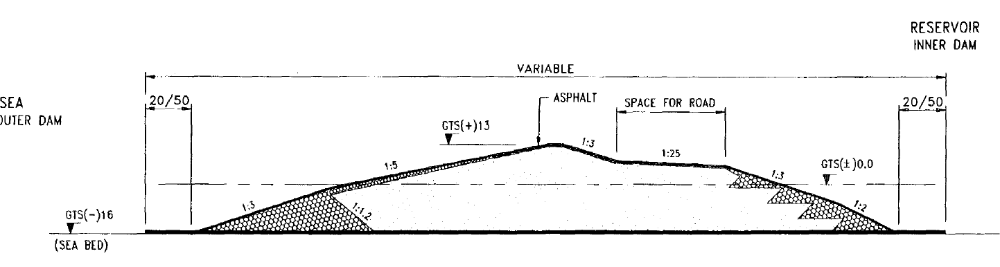 RESERVOIR
INNER DAM
VARIABLE
SEA
OUTER DAM
20/50
ASPHALT
SPACE FOR ROAD
20/50
GTS(+)13
1:3
1:25
1:5
1:3
GTS(±)0.0
1:3
1:1.2
1:2
GTS(-)16
(SEA BED)